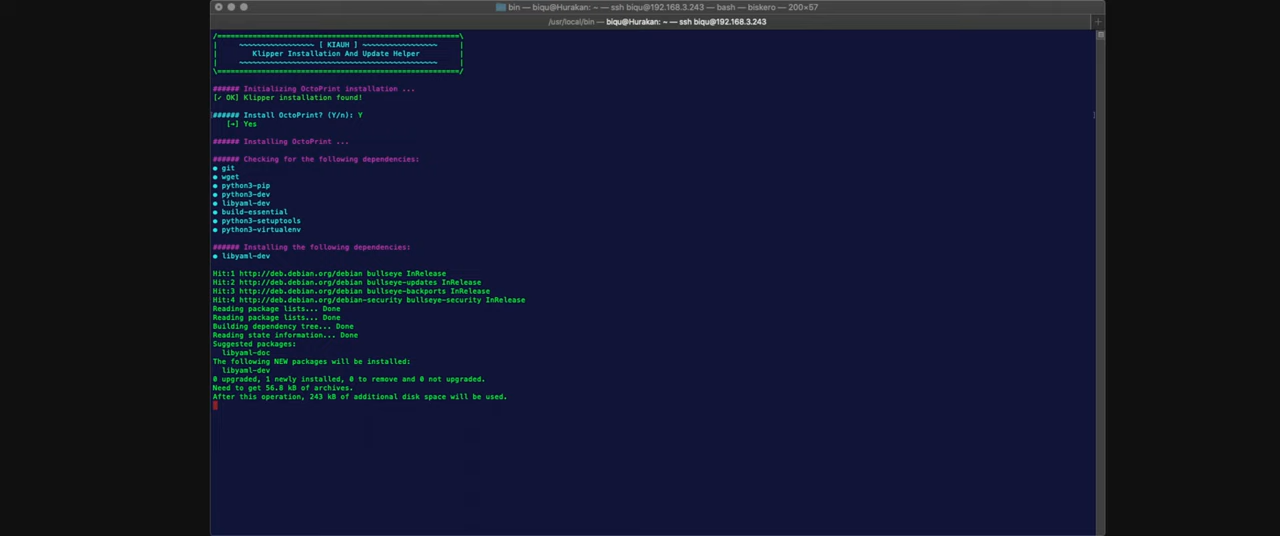 bin — biqu@Hurakan: ~ — ssh biqu@192.168.3.243 — bash — biskero — 200×57
/usr/local/bin — biqu@Hurakan: ~ — ssh biqu@192.168.3.243
+
/=======================================================\
| ~~~~~~~~~~~~~~~~~ [ KIAUH ] ~~~~~~~~~~~~~~~~~ |
| Klipper Installation And Update Helper |
| ~~~~~~~~~~~~~~~~~~~~~~~~~~~~~~~~~~~~~~~~~~~~~ |
\=======================================================/
###### Initializing OctoPrint installation ...
[✓ OK] Klipper installation found!
###### Install OctoPrint? (Y/n): Y
[➔] Yes
###### Installing OctoPrint ...
###### Checking for the following dependencies:
● git
● wget
● python3-pip
● python3-dev
● libyaml-dev
● build-essential
● python3-setuptools
● python3-virtualenv
###### Installing the following dependencies:
● libyaml-dev
Hit:1 http://deb.debian.org/debian bullseye InRelease
Hit:2 http://deb.debian.org/debian bullseye-updates InRelease
Hit:3 http://deb.debian.org/debian bullseye-backports InRelease
Hit:4 http://deb.debian.org/debian-security bullseye-security InRelease
Reading package lists... Done
Reading package lists... Done
Building dependency tree... Done
Reading state information... Done
Suggested packages:
libyaml-doc
The following NEW packages will be installed:
libyaml-dev
0 upgraded, 1 newly installed, 0 to remove and 0 not upgraded.
Need to get 56.8 kB of archives.
After this operation, 243 kB of additional disk space will be used.